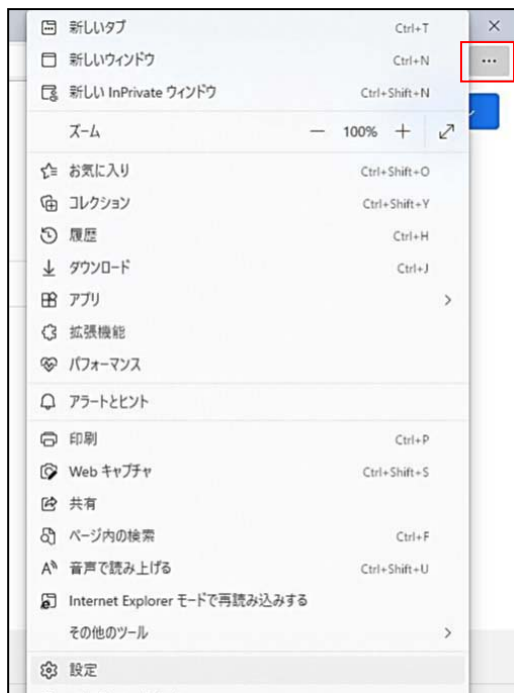 新しいタブ Ctrl+T
新しいウィンドウ Ctrl+N
新しい InPrivate ウィンドウ Ctrl+Shift+N
ズーム — 100% +
お気に入り Ctrl+Shift+O
コレクション Ctrl+Shift+Y
履歴 Ctrl+H
ダウンロード Ctrl+J
アプリ
拡張機能
パフォーマンス
アラートとヒント
印刷 Ctrl+P
Web キャプチャ Ctrl+Shift+S
共有
ページ内の検索 Ctrl+F
音声で読み上げる Ctrl+Shift+U
Internet Explorer モードで再読み込みする
その他のツール
設定